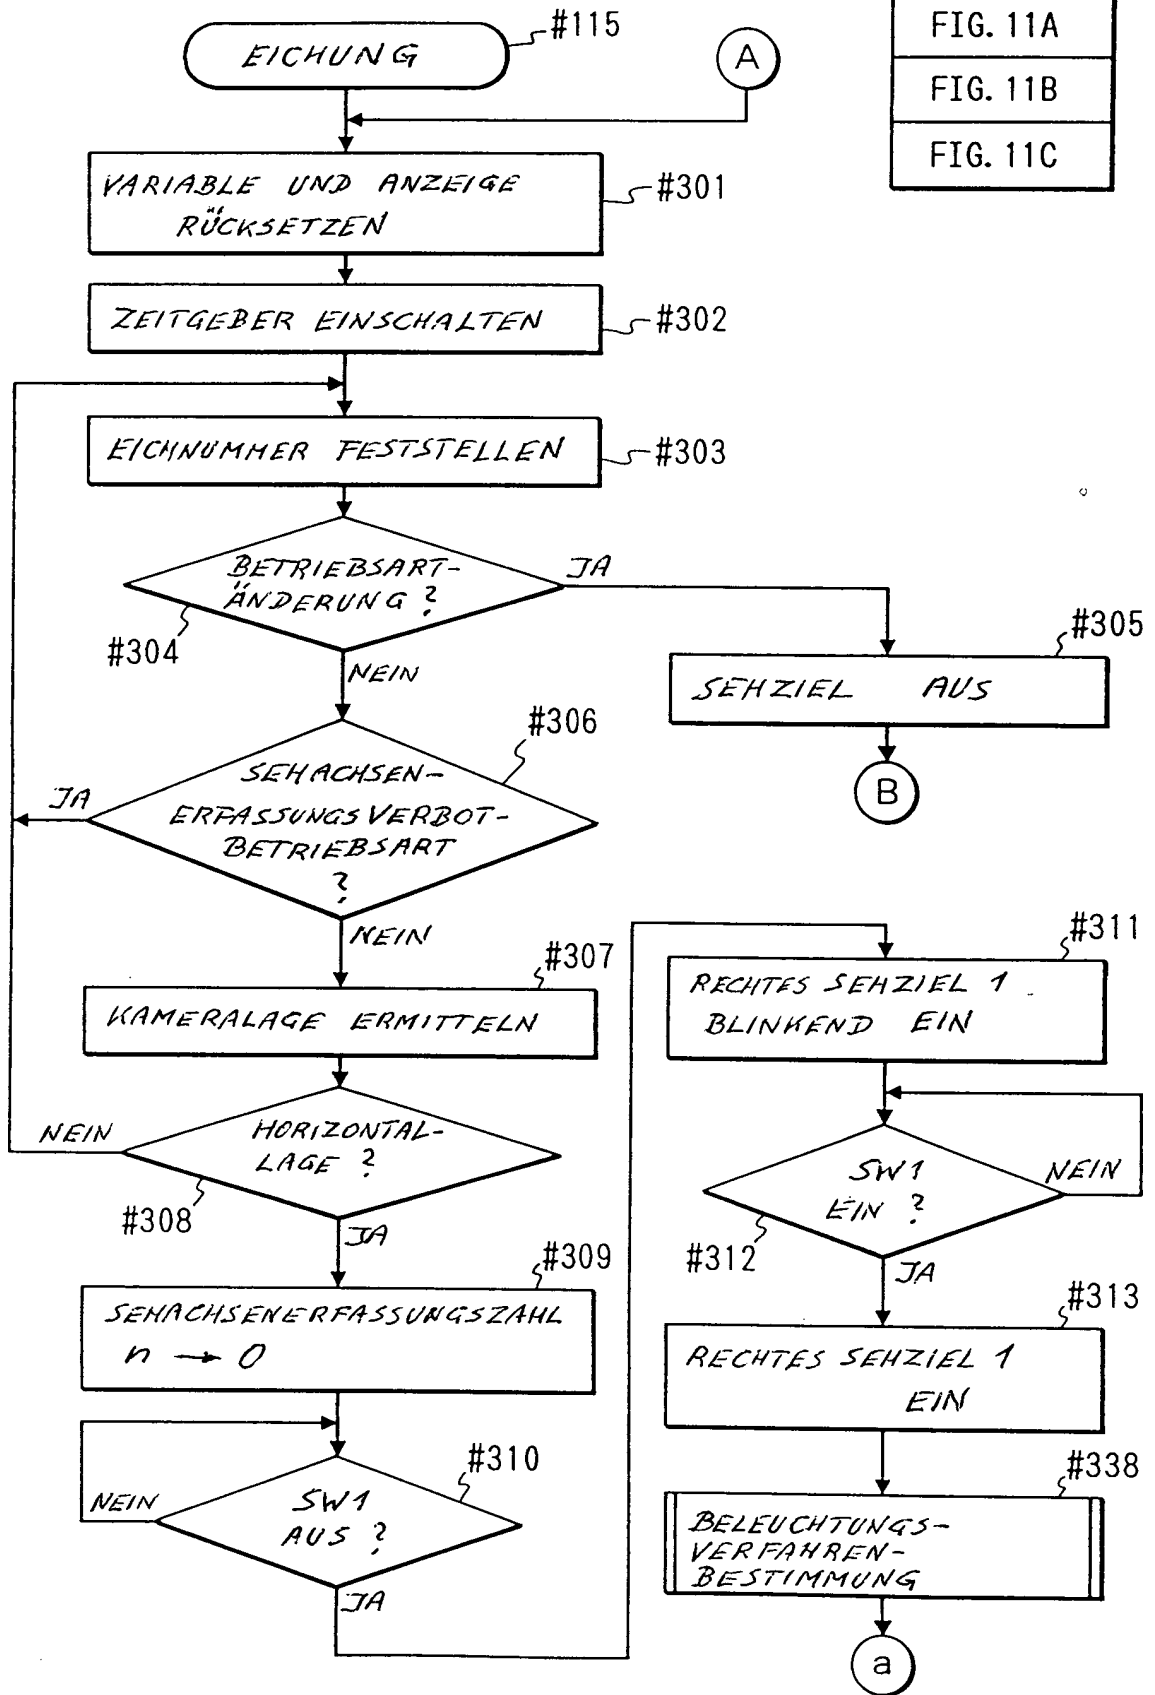 FIG. 11A
FIG. 11B
FIG. 11C
EICHUNG
#115
A
VARIABLE UND ANZEIGE
RÜCKSETZEN
#301
ZEITGEBER EINSCHALTEN
#302
EICHNUMMER FESTSTELLEN
#303
BETRIEBSART-
ÄNDERUNG ?
#304
JA
NEIN
#305
SEHZIEL AUS
B
#306
SEHACHSEN-
ERFASSUNGSVERBOT-
BETRIEBSART
?
JA
NEIN
#307
KAMERALAGE ERMITTELN
HORIZONTAL-
LAGE ?
NEIN
#308
JA
#309
SEHACHSENERFASSUNGSZAHL
n → 0
#310
SW1
AUS ?
NEIN
JA
#311
RECHTES SEHZIEL 1
BLINKEND EIN
SW1
EIN ?
NEIN
#312
JA
#313
RECHTES SEHZIEL 1
EIN
#338
BELEUCHTUNGS-
VERFAHREN-
BESTIMMUNG
a